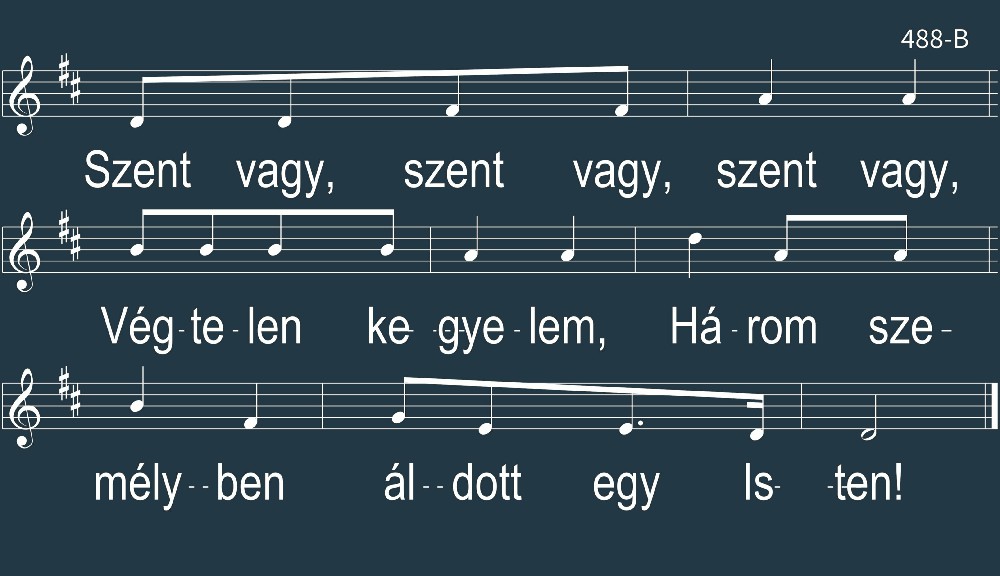 488-B
Szent vagy, szent vagy, szent vagy,
Vég-te-len ke-gye-lem, Há-rom sze-
mély--ben ál--dott egy Is--ten!